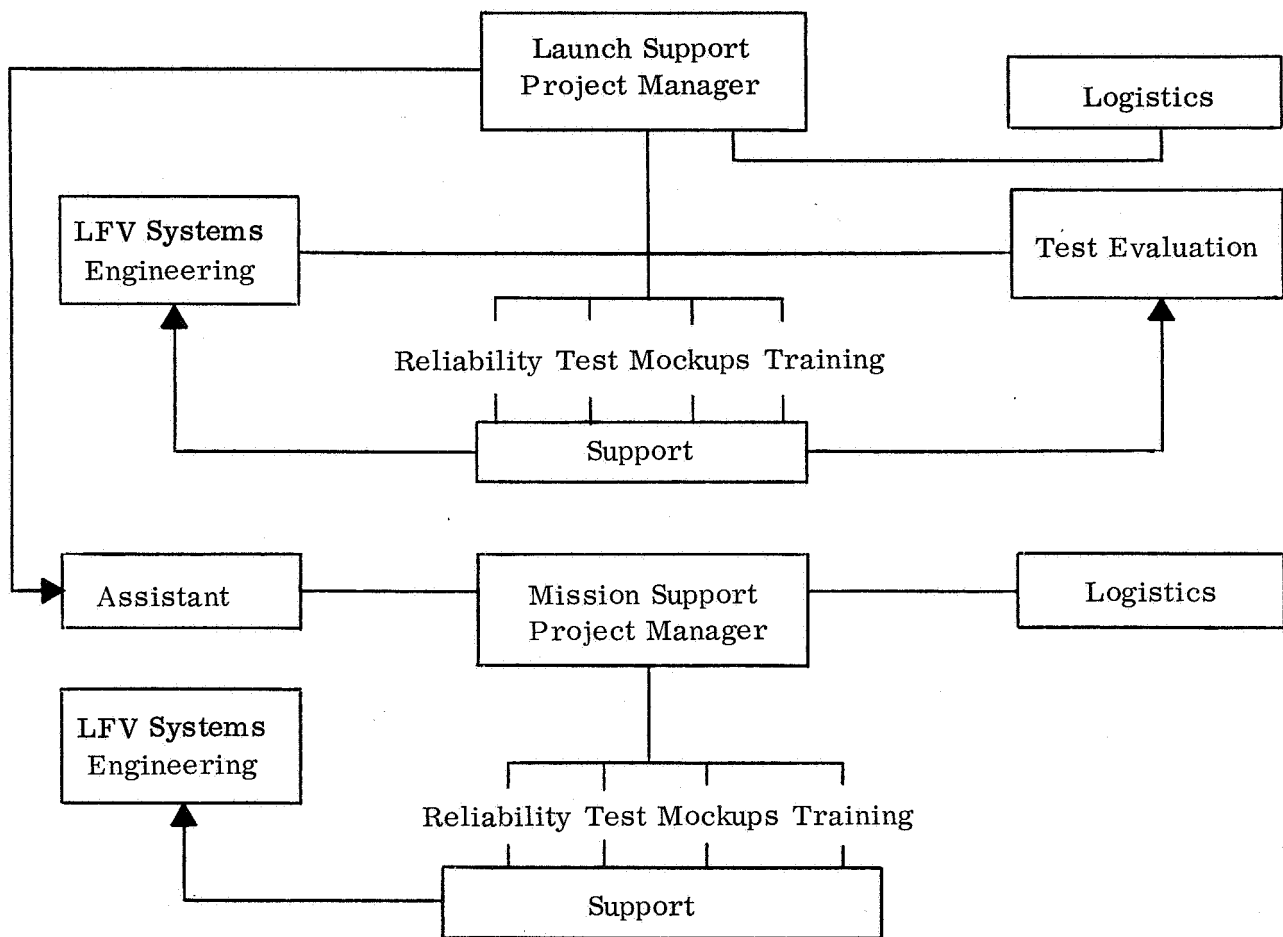 Launch Support
Project Manager
Logistics
LFV Systems
Engineering
Test Evaluation
Reliability Test Mockups Training
Support
Assistant
Mission Support
Project Manager
Logistics
LFV Systems
Engineering
Reliability Test Mockups Training
Support